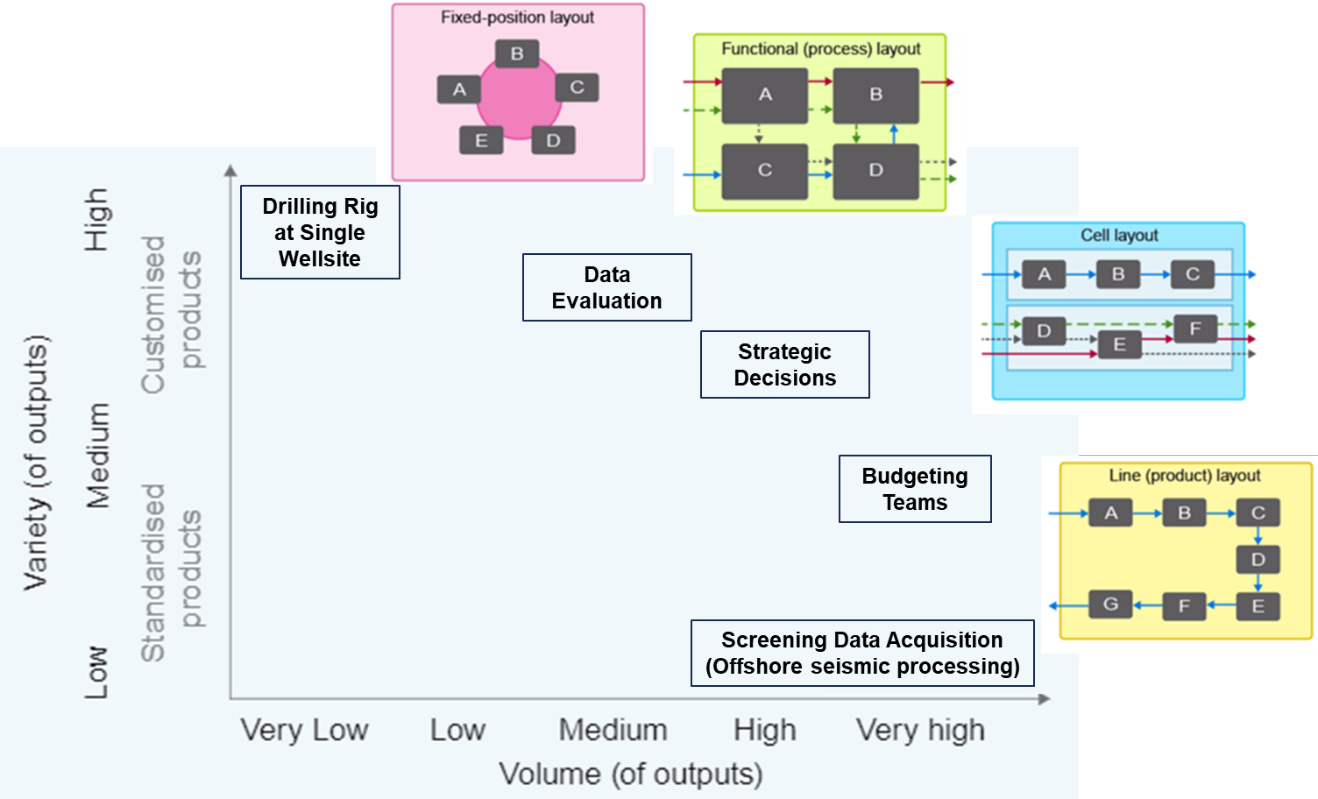 Fixed-position layout
B
A
C
E
D
Functional (process) layout
A
B
C
D
Cell layout
A
B
C
D
E
F
Line (product) layout
A
B
C
D
G
F
E
Variety (of outputs)
High
Medium
Low
Customised
products
Standardised
products
Drilling Rig
at Single
Wellsite
Data
Evaluation
Strategic
Decisions
Budgeting
Teams
Screening Data Acquisition
(Offshore seismic processing)
Very Low
Low
Medium
High
Very high
Volume (of outputs)